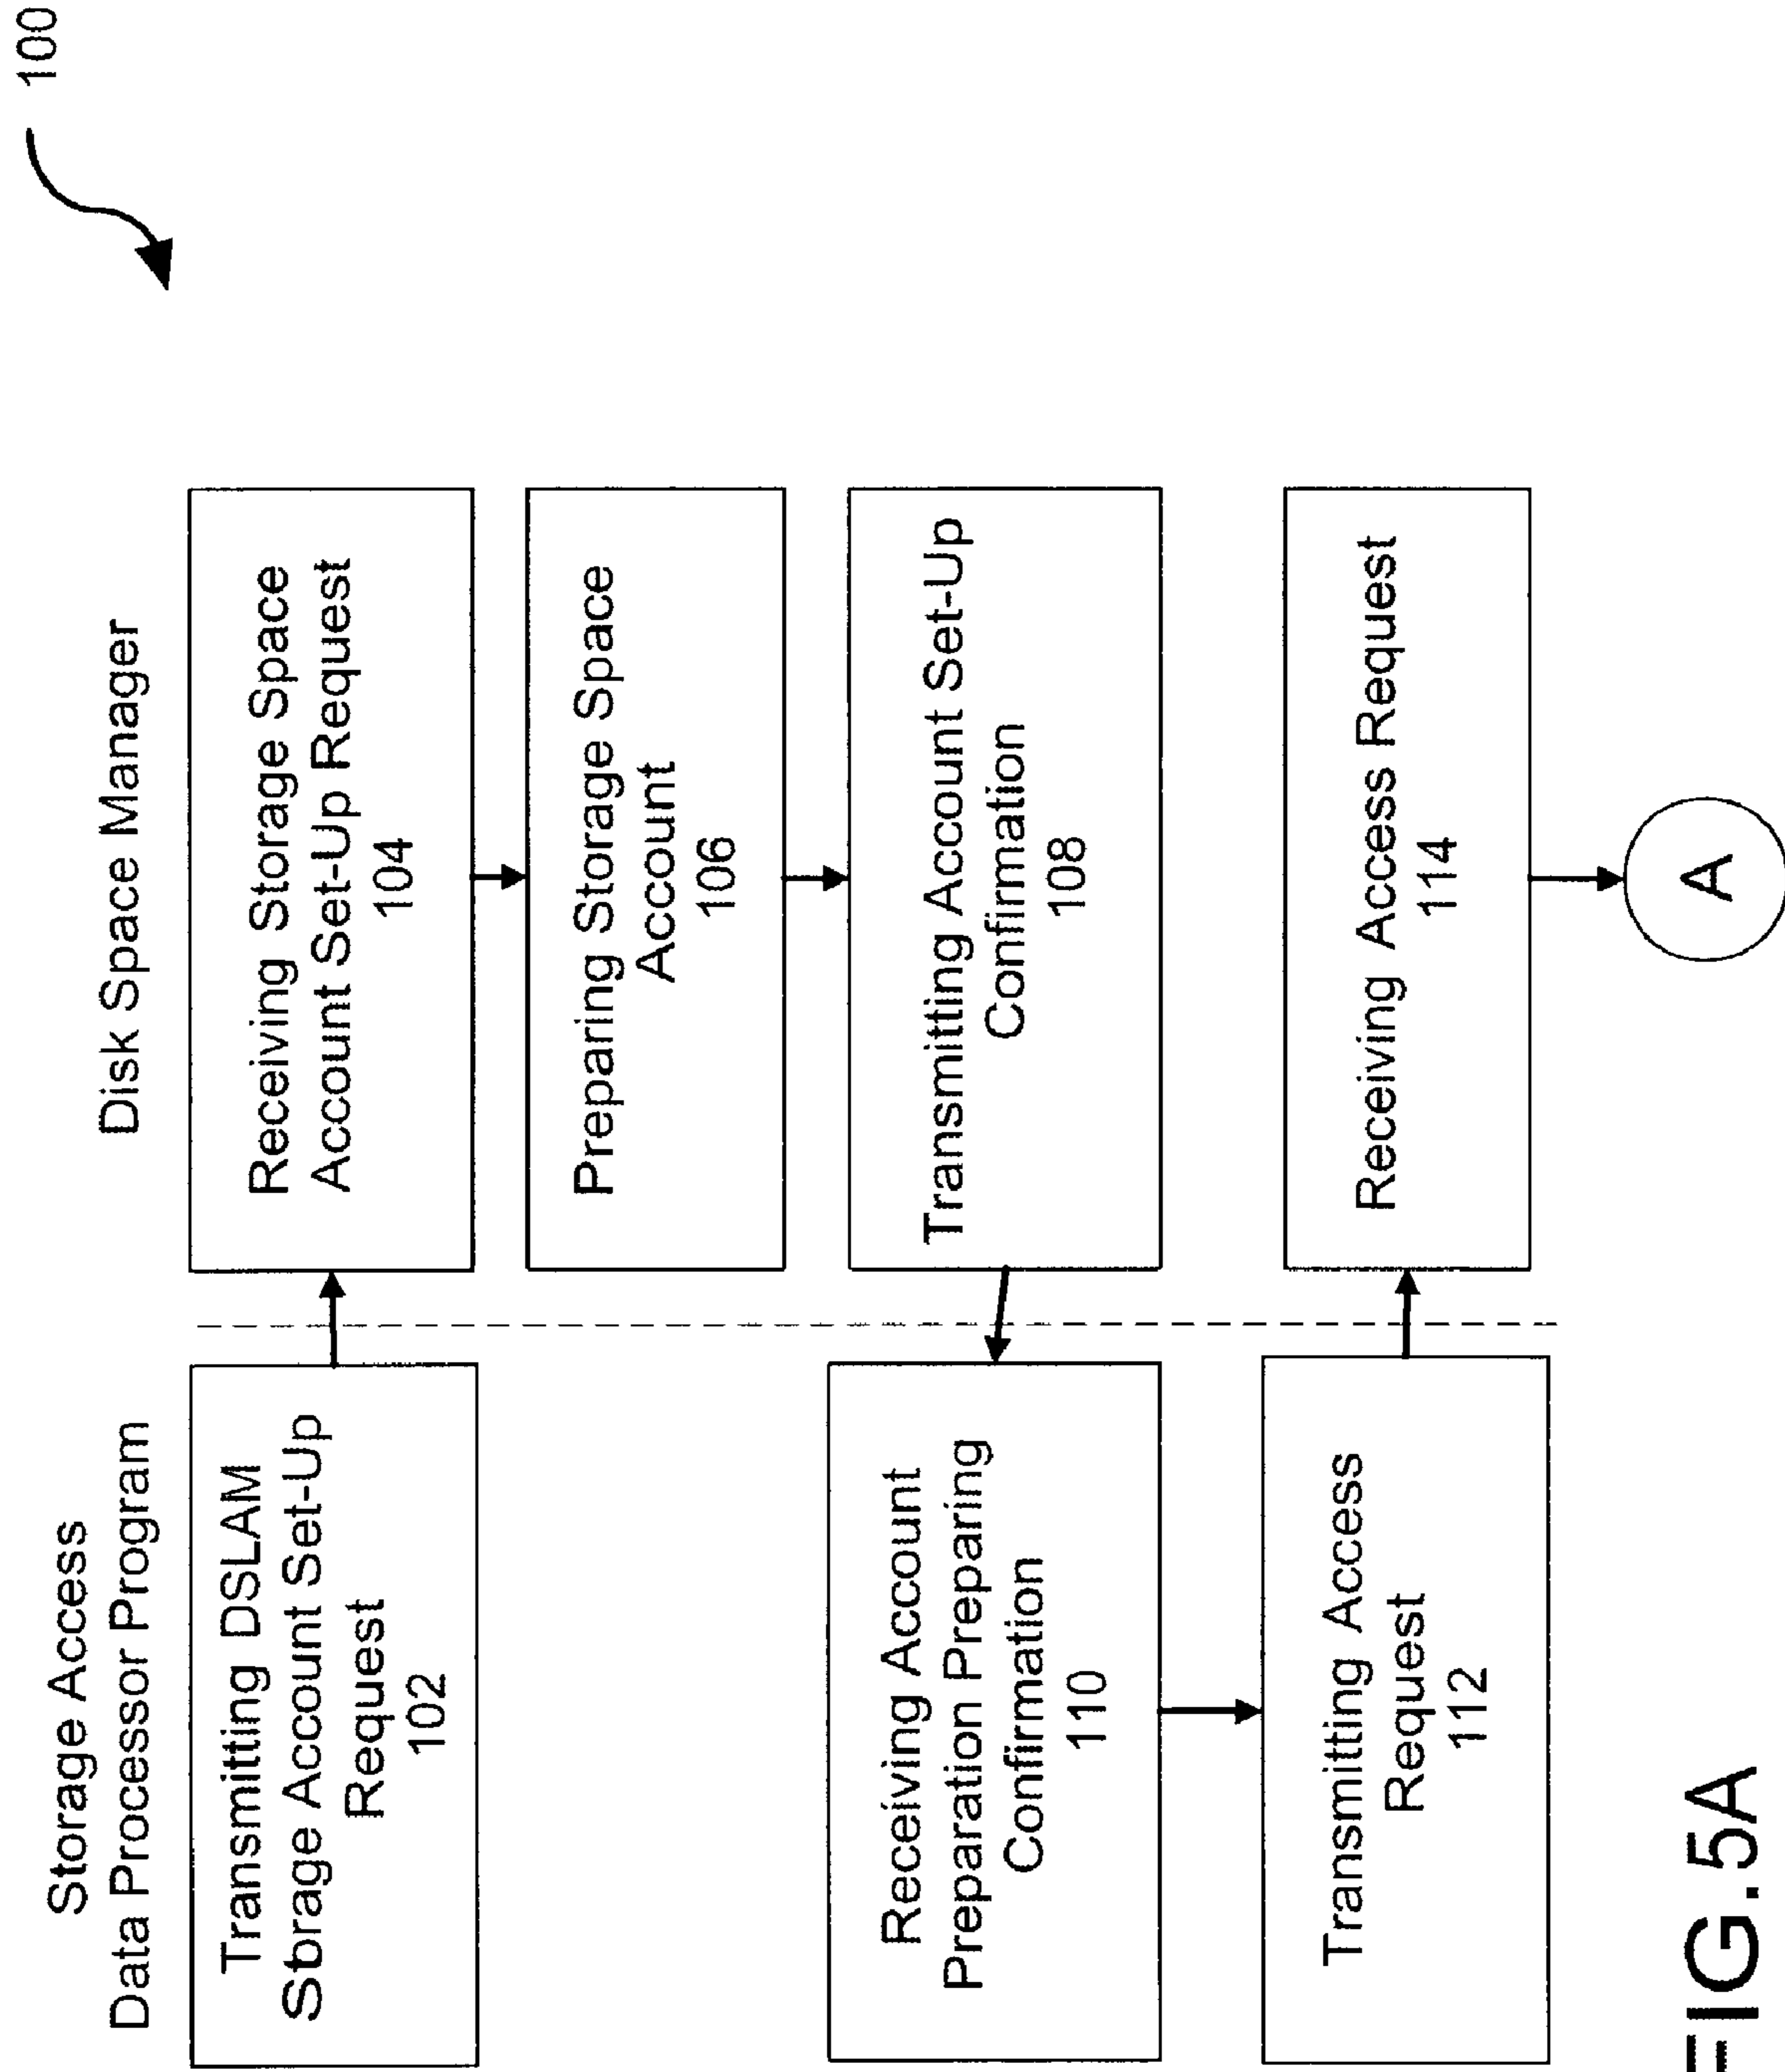 100
Storage Access
Data Processor Program
Disk Space Manager
Transmitting DSLAM
Storage Account Set-Up
Request
102
Receiving Storage Space
Account Set-Up Request
104
Preparing Storage Space
Account
106
Transmitting Account Set-Up
Confirmation
108
Receiving Account
Preparation Preparing
Confirmation
110
Transmitting Access
Request
112
Receiving Access Request
114
A
FIG.5A